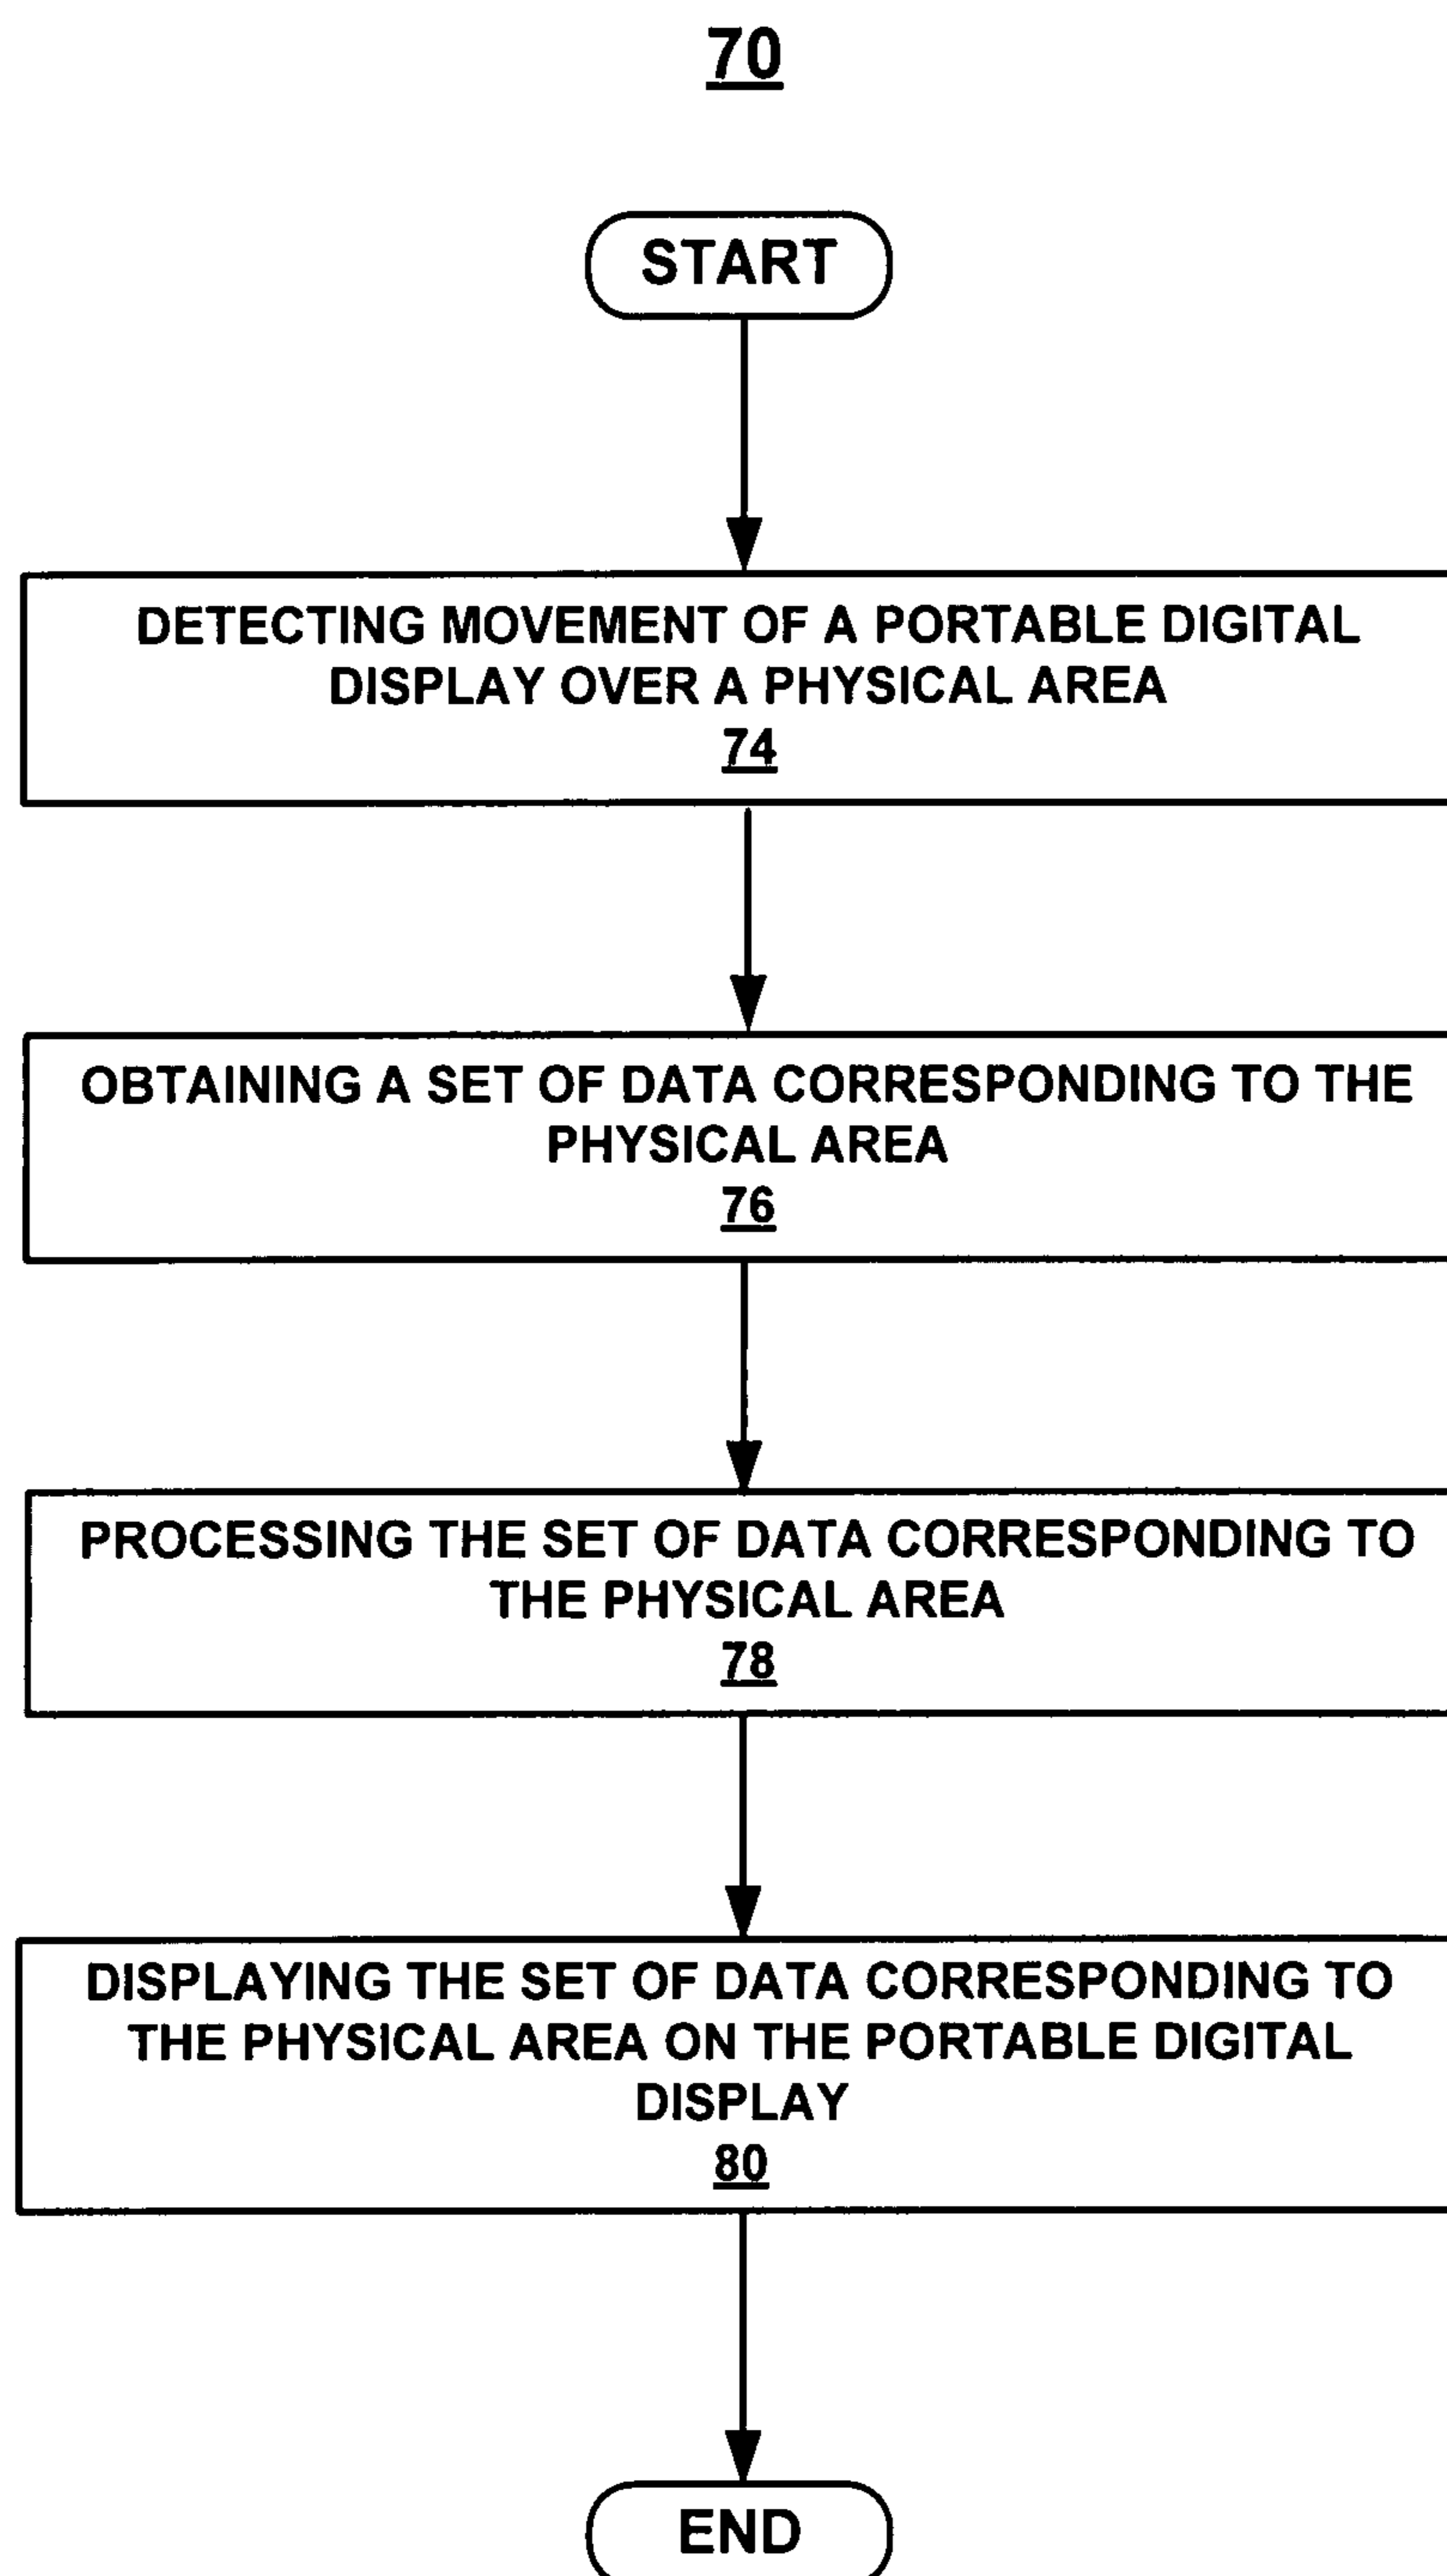 70
START
DETECTING MOVEMENT OF A PORTABLE DIGITAL
DISPLAY OVER A PHYSICAL AREA
74
OBTAINING A SET OF DATA CORRESPONDING TO THE
PHYSICAL AREA
76
PROCESSING THE SET OF DATA CORRESPONDING TO
THE PHYSICAL AREA
78
DISPLAYING THE SET OF DATA CORRESPONDING TO
THE PHYSICAL AREA ON THE PORTABLE DIGITAL
DISPLAY
80
END